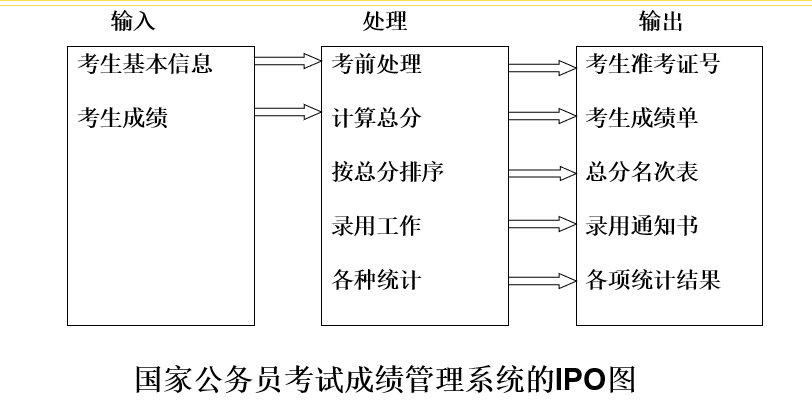 输入 处理 输出
考生基本信息 考前处理 考生准考证号
考生成绩 计算总分 考生成绩单
按总分排序 总分名次表
录用工作 录用通知书
各种统计 各项统计结果
国家公务员考试成绩管理系统的IPO图